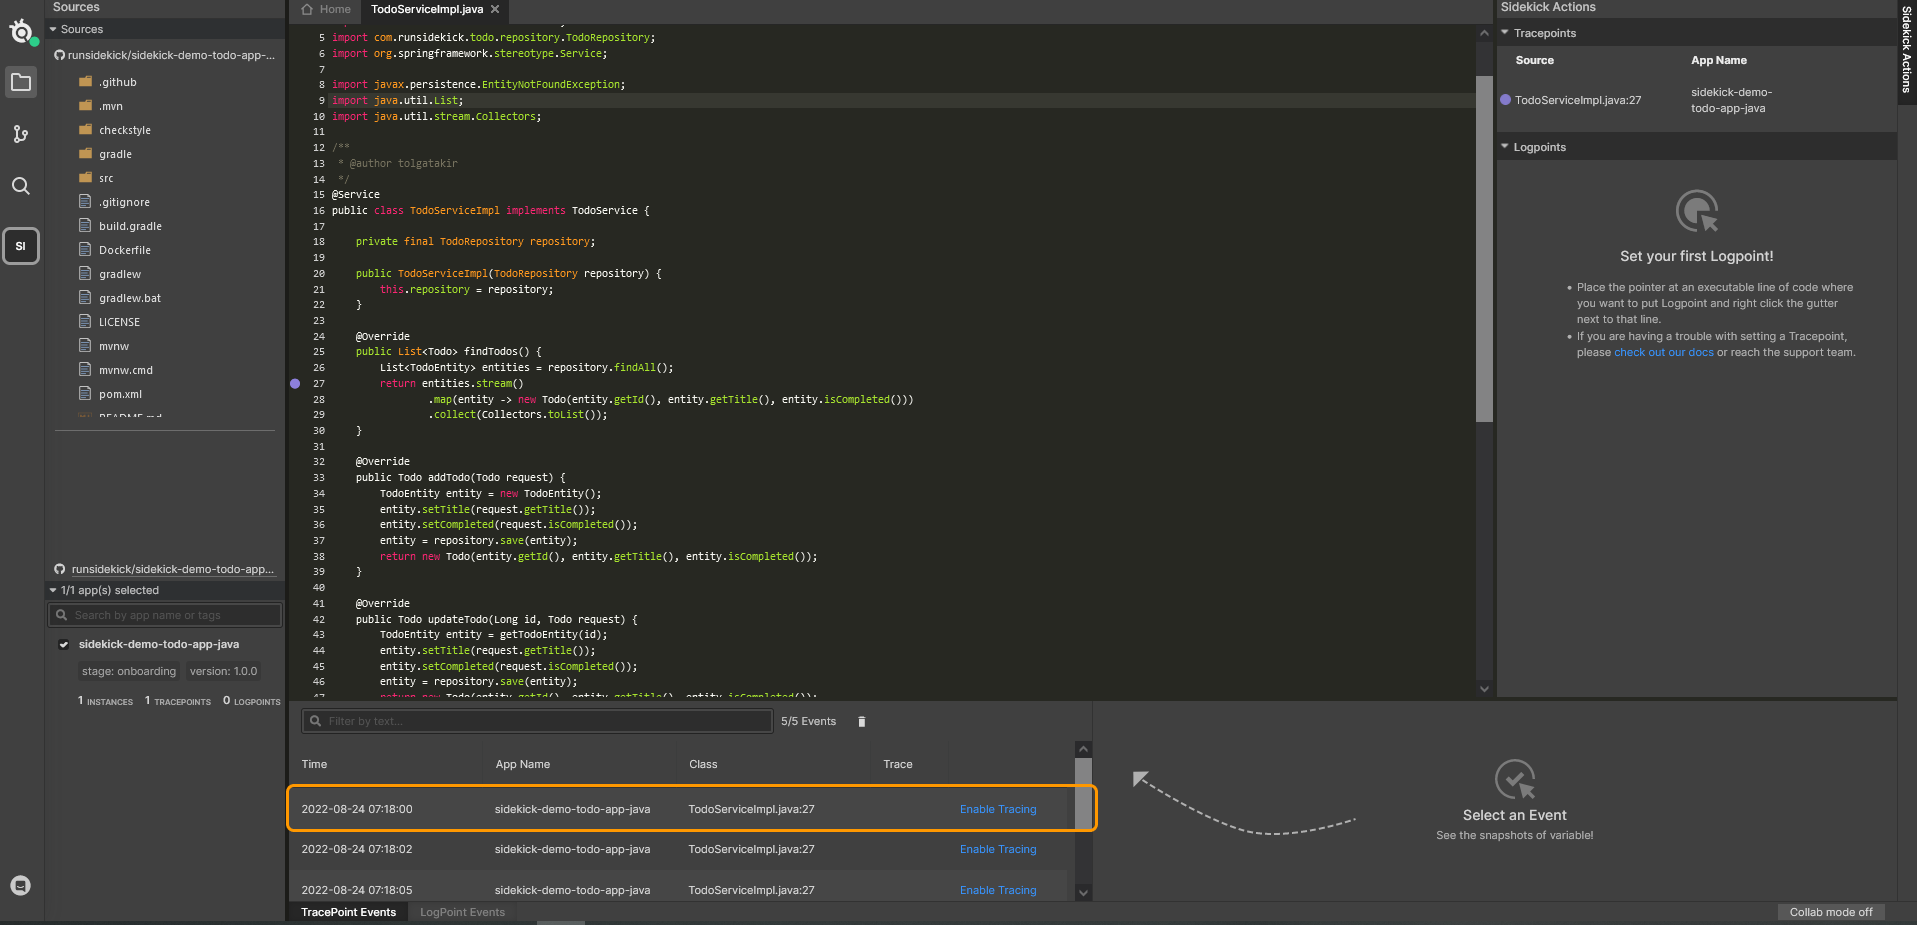 Sources
Sources
runsidekick/sidekick-demo-todo-app-...
.github
.mvn
checkstyle
gradle
src
.gitignore
build.gradle
Dockerfile
gradlew
gradlew.bat
LICENSE
mvnw
mvnw.cmd
pom.xml
README.md
SI
runsidekick/sidekick-demo-todo-app...
1/1 app(s) selected
Search by app name or tags
sidekick-demo-todo-app-java
stage: onboarding version: 1.0.0
1 INSTANCES 1 TRACEPOINTS 0 LOGPOINTS
Home TodoServiceImpl.java
5 import com.runsidekick.todo.repository.TodoRepository;
6 import org.springframework.stereotype.Service;
7
8 import javax.persistence.EntityNotFoundException;
9 import java.util.List;
10 import java.util.stream.Collectors;
11
12 /**
13 * @author tolgatakir
14 */
15 @Service
16 public class TodoServiceImpl implements TodoService {
17
18 private final TodoRepository repository;
19
20 public TodoServiceImpl(TodoRepository repository) {
21 this.repository = repository;
22 }
23
24 @Override
25 public List<Todo> findTodos() {
26 List<TodoEntity> entities = repository.findAll();
27 return entities.stream()
28 .map(entity -> new Todo(entity.getId(), entity.getTitle(), entity.isCompleted()))
29 .collect(Collectors.toList());
30 }
31
32 @Override
33 public Todo addTodo(Todo request) {
34 TodoEntity entity = new TodoEntity();
35 entity.setTitle(request.getTitle());
36 entity.setCompleted(request.isCompleted());
37 entity = repository.save(entity);
38 return new Todo(entity.getId(), entity.getTitle(), entity.isCompleted());
39 }
40
41 @Override
42 public Todo updateTodo(Long id, Todo request) {
43 TodoEntity entity = getTodoEntity(id);
44 entity.setTitle(request.getTitle());
45 entity.setCompleted(request.isCompleted());
46 entity = repository.save(entity);
47 return new Todo(entity.getId(), entity.getTitle(), entity.isCompleted());
Filter by text... 5/5 Events
Time App Name Class Trace
2022-08-24 07:18:00 sidekick-demo-todo-app-java TodoServiceImpl.java:27 Enable Tracing
2022-08-24 07:18:02 sidekick-demo-todo-app-java TodoServiceImpl.java:27 Enable Tracing
2022-08-24 07:18:05 sidekick-demo-todo-app-java TodoServiceImpl.java:27 Enable Tracing
TracePoint Events LogPoint Events
Sidekick Actions
Tracepoints
Source App Name
TodoServiceImpl.java:27 sidekick-demo-
todo-app-java
Logpoints
Set your first Logpoint!
• Place the pointer at an executable line of code where
you want to put Logpoint and right click the gutter
next to that line.
• If you are having a trouble with setting a Tracepoint,
please check out our docs or reach the support team.
Sidekick Actions
Select an Event
See the snapshots of variable!
Collab mode off